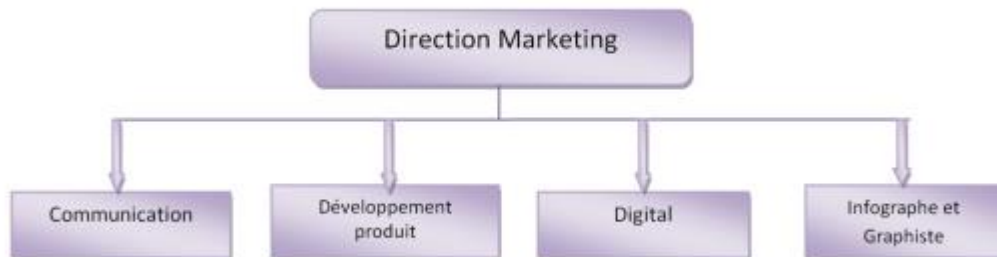 Direction Marketing
Communication
Développement
produit
Digital
Infographe et
Graphiste